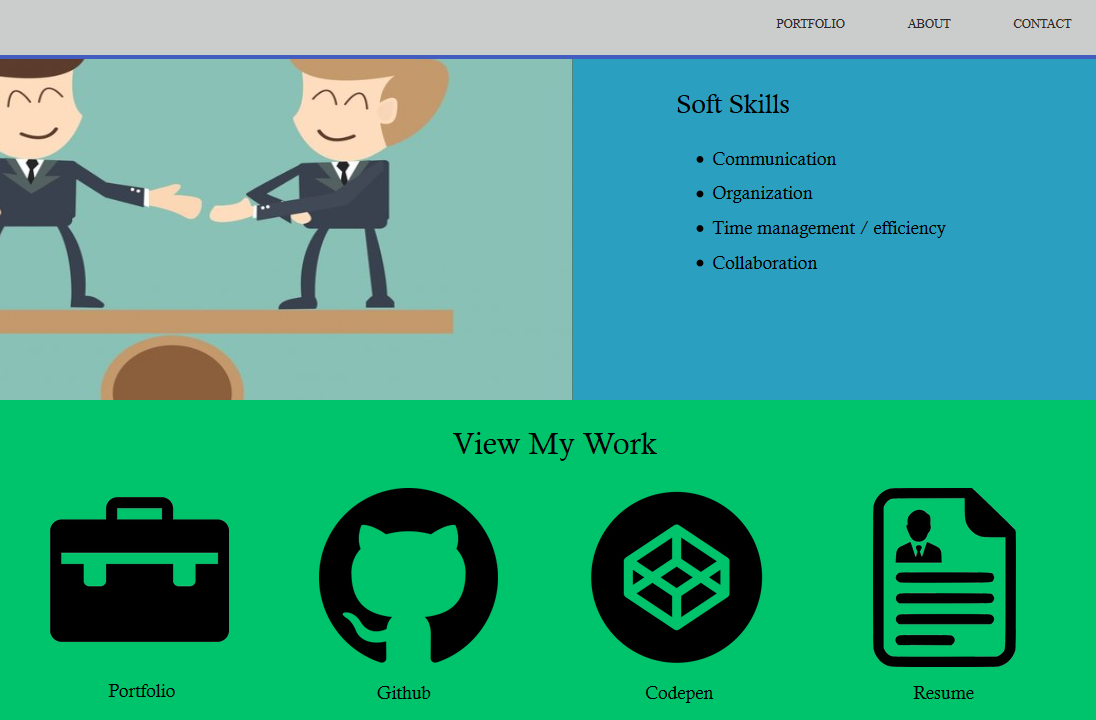 PORTFOLIO ABOUT CONTACT
Soft Skills
Communication
Organization
Time management / efficiency
Collaboration
View My Work
Portfolio Github Codepen Resume